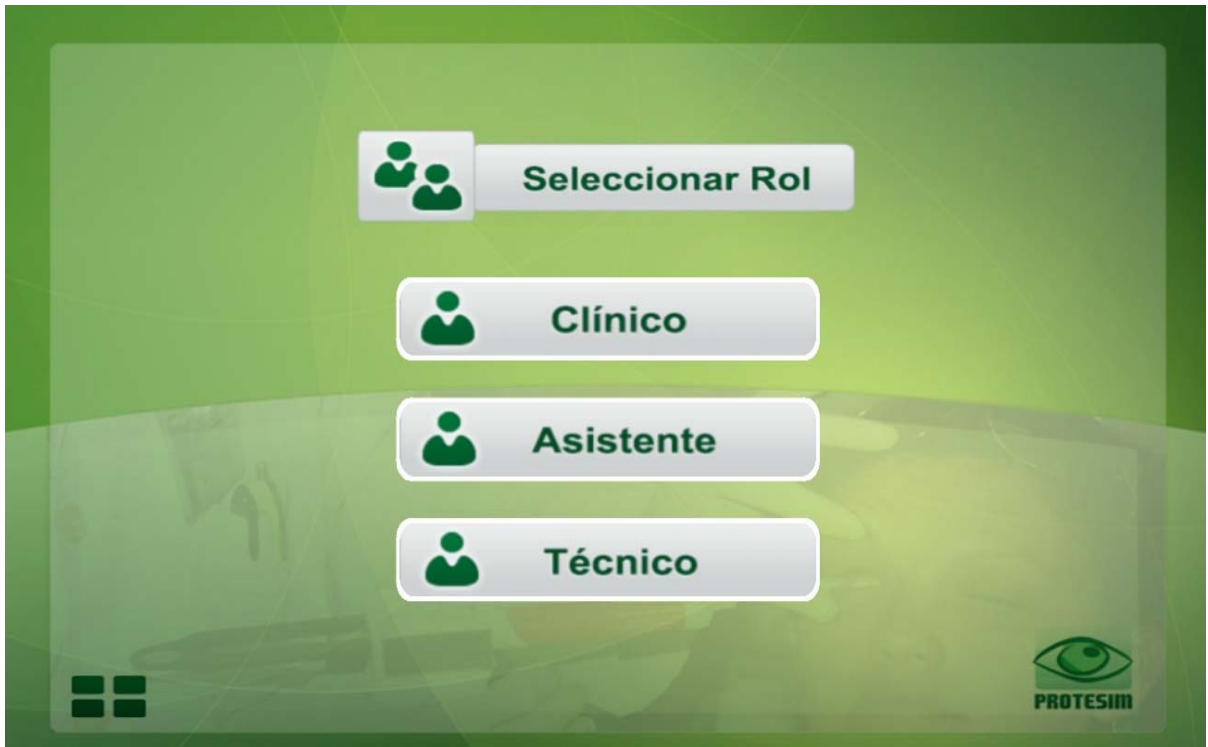 Seleccionar Rol
Clínico
Asistente
Técnico
PROTESIM